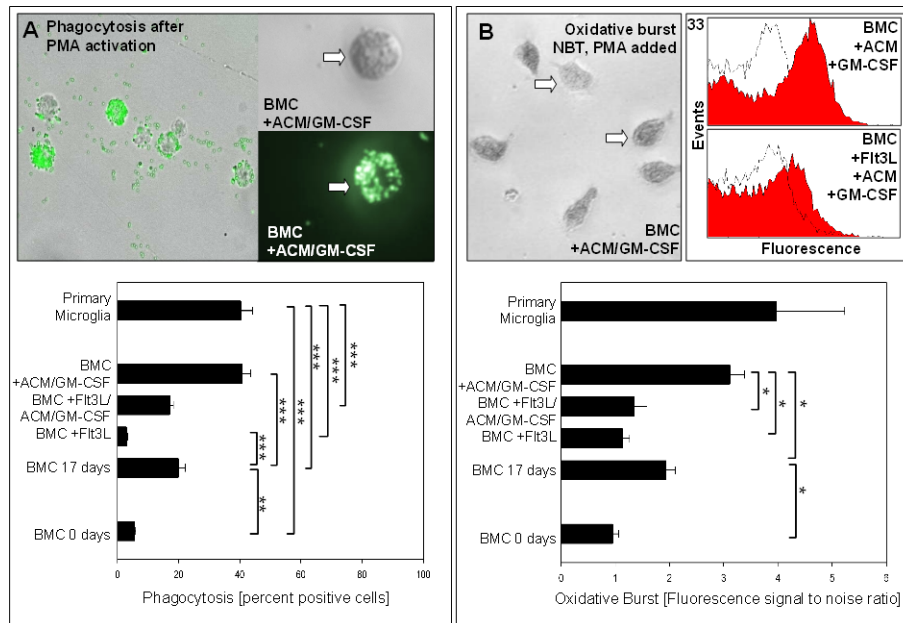 A
Phagocytosis after
PMA activation
BMC
+ACM/GM-CSF
BMC
+ACM/GM-CSF
Primary
Microglia
BMC
+ACM/GM-CSF
BMC +Flt3L/
ACM/GM-CSF
BMC +Flt3L
BMC 17 days
BMC 0 days
***
***
***
***
***
***
**
0 20 40 60 80 100
Phagocytosis [percent positive cells]
B
Oxidative burst
NBT, PMA added
BMC
+ACM/GM-CSF
33
Events
BMC
+ACM
+GM-CSF
BMC
+Flt3L
+ACM
+GM-CSF
Fluorescence
Primary
Microglia
BMC
+ACM/GM-CSF
BMC +Flt3L/
ACM/GM-CSF
BMC +Flt3L
BMC 17 days
BMC 0 days
*
*
*
*
0 1 2 3 4 5 6
Oxidative Burst [Fluorescence signal to noise ratio]